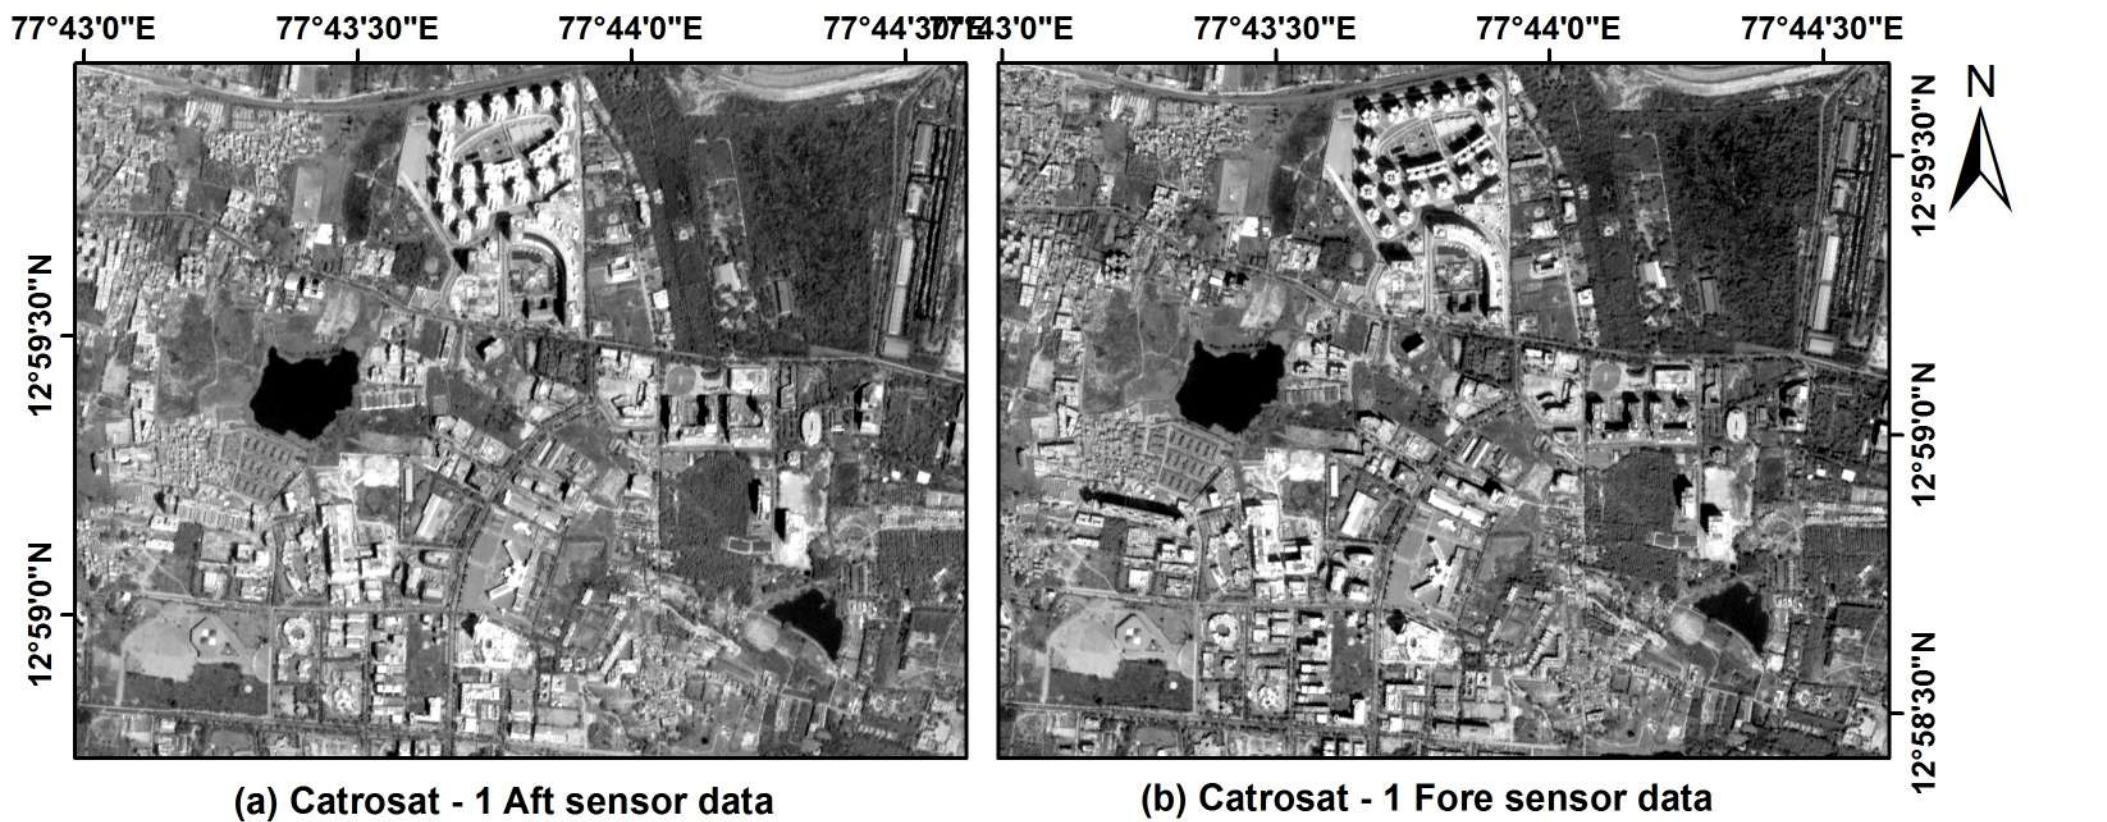 77°43'0"E 77°43'30"E 77°44'0"E 77°44'30"E 77°43'0"E 77°43'30"E 77°44'0"E 77°44'30"E
N
12°59'30"N
12°59'0"N
12°59'30"N
12°59'0"N
12°58'30"N
(a) Catrosat - 1 Aft sensor data
(b) Catrosat - 1 Fore sensor data